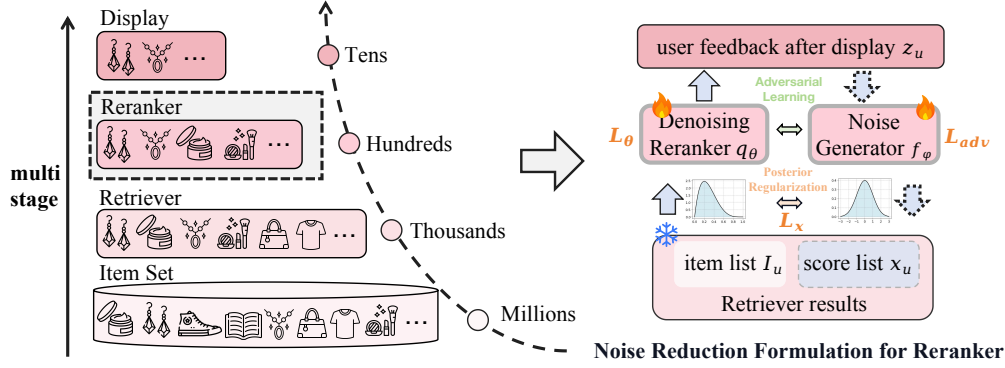 Display
Tens
Reranker
Hundreds
multi
stage
Retriever
Thousands
Item Set
Millions
user feedback after display z_u
Adversarial
Learning
L_θ
Denoising
Reranker q_θ
Noise
Generator f_φ
L_adv
Posterior
Regularization
L_x
item list I_u
score list x_u
Retriever results
Noise Reduction Formulation for Reranker